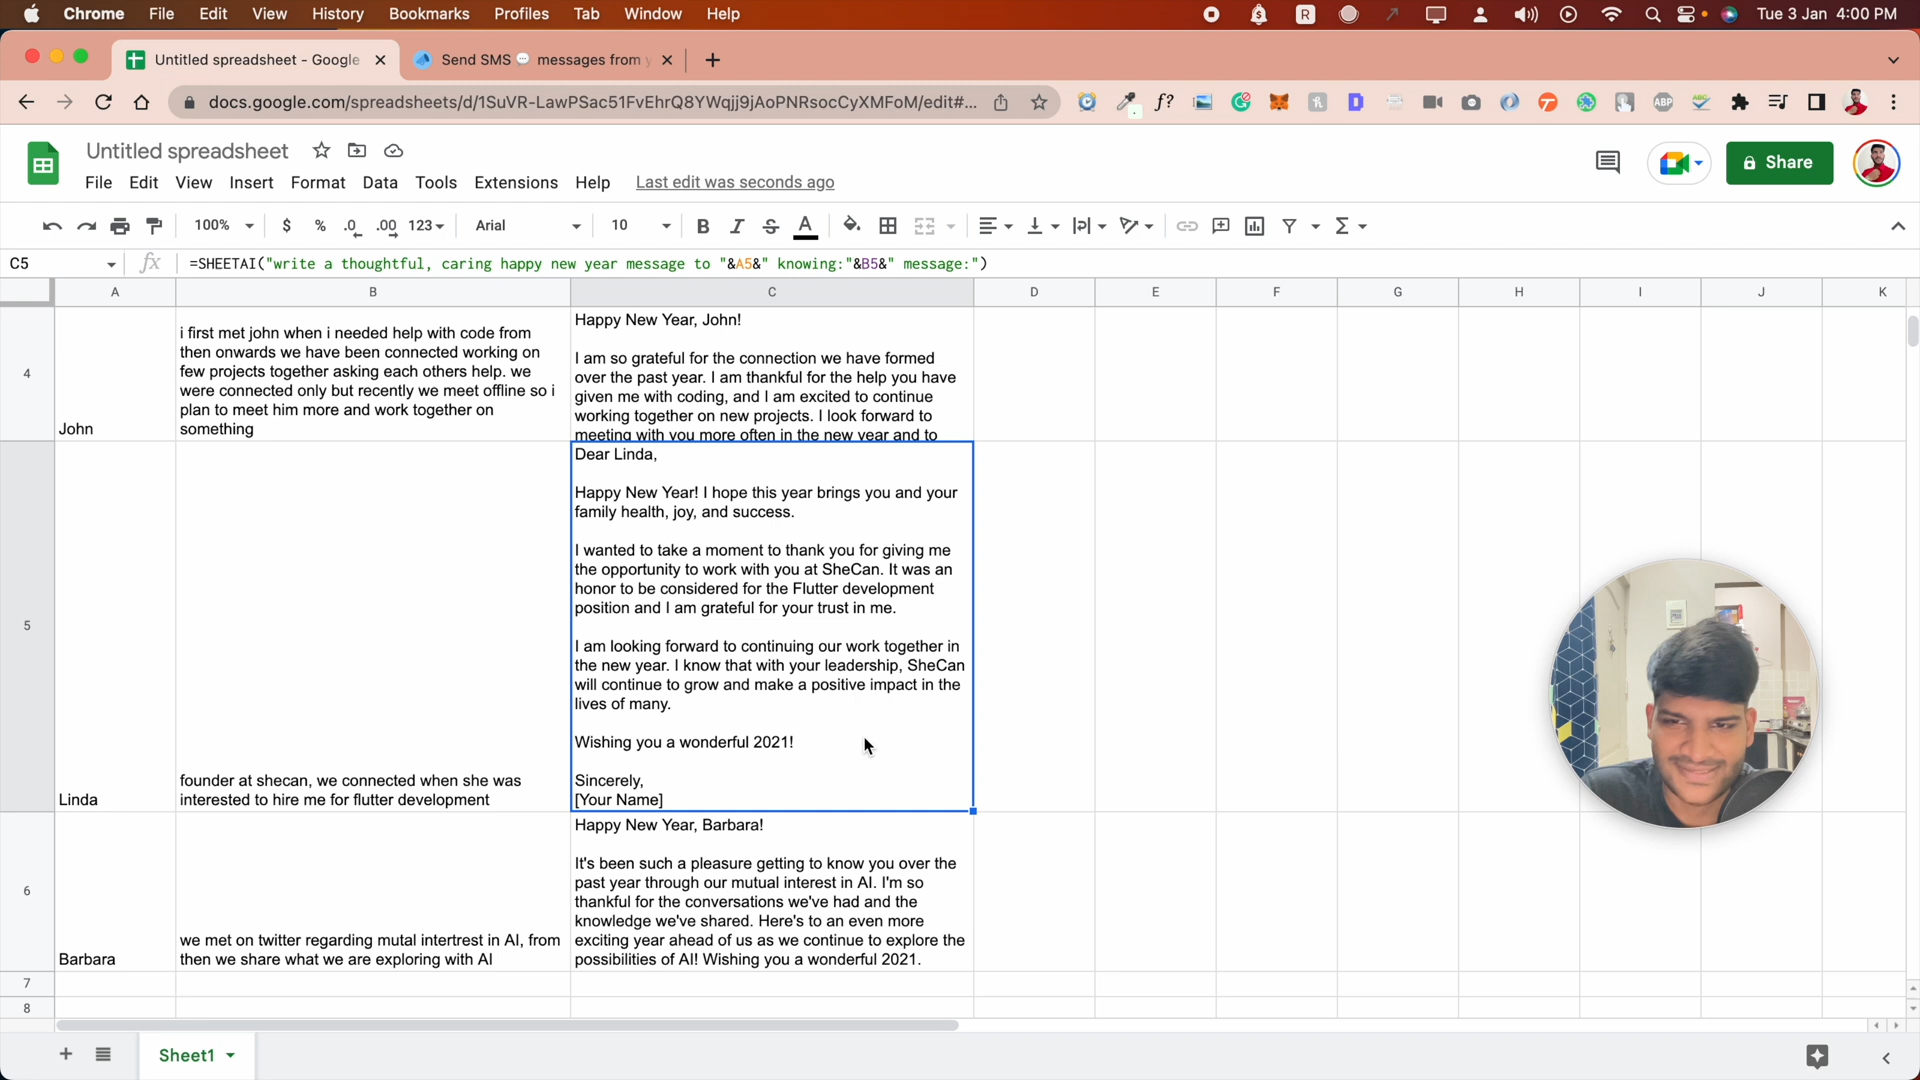 Chrome File Edit View History Bookmarks Profiles Tab Window Help Tue 3 Jan 4:00 PM
Untitled spreadsheet - Google
Send SMS 💬 messages from y
docs.google.com/spreadsheets/d/1SuVR-LawPSac51FvEhrQ8YWqjj9jAoPNRsocCyXMFoM/edit#...
Untitled spreadsheet
Share
File Edit View Insert Format Data Tools Extensions Help Last edit was seconds ago
100% $ % .0 .00 123 Arial 10 B I S A
C5 fx =SHEETAI("write a thoughtful, caring happy new year message to "&A5&" knowing:"&B5&" message:")
A B C D E F G H I J K
4
John
i first met john when i needed help with code from
then onwards we have been connected working on
few projects together asking each others help. we
were connected only but recently we meet offline so i
plan to meet him more and work together on
something
Happy New Year, John!
I am so grateful for the connection we have formed
over the past year. I am thankful for the help you have
given me with coding, and I am excited to continue
working together on new projects. I look forward to
meeting with you more often in the new year and to
5
Linda
founder at shecan, we connected when she was
interested to hire me for flutter development
Dear Linda,
Happy New Year! I hope this year brings you and your
family health, joy, and success.
I wanted to take a moment to thank you for giving me
the opportunity to work with you at SheCan. It was an
honor to be considered for the Flutter development
position and I am grateful for your trust in me.
I am looking forward to continuing our work together in
the new year. I know that with your leadership, SheCan
will continue to grow and make a positive impact in the
lives of many.
Wishing you a wonderful 2021!
Sincerely,
[Your Name]
6
Barbara
we met on twitter regarding mutal intertrest in AI, from
then we share what we are exploring with AI
Happy New Year, Barbara!
It's been such a pleasure getting to know you over the
past year through our mutual interest in AI. I'm so
thankful for the conversations we've had and the
knowledge we've shared. Here's to an even more
exciting year ahead of us as we continue to explore the
possibilities of AI! Wishing you a wonderful 2021.
7
8
Sheet1